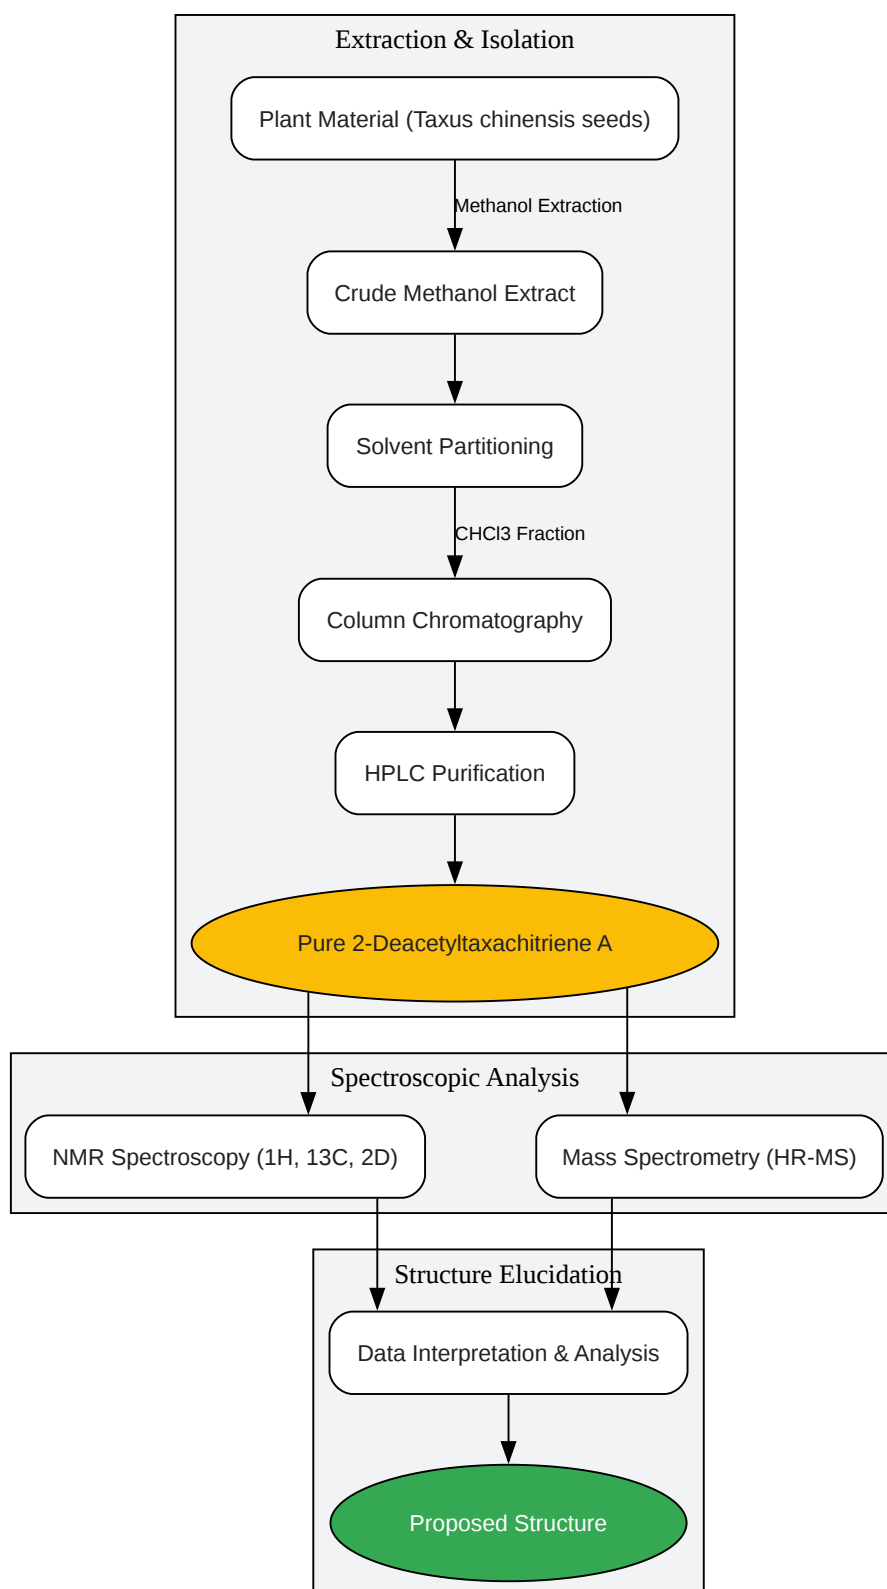 Extraction & Isolation
Plant Material (Taxus chinensis seeds)
Methanol Extraction
Crude Methanol Extract
Solvent Partitioning
CHCl3 Fraction
Column Chromatography
HPLC Purification
Pure 2-Deacetyltaxachitriene A
Spectroscopic Analysis
NMR Spectroscopy (1H, 13C, 2D)
Mass Spectrometry (HR-MS)
Structure Elucidation
Data Interpretation & Analysis
Proposed Structure